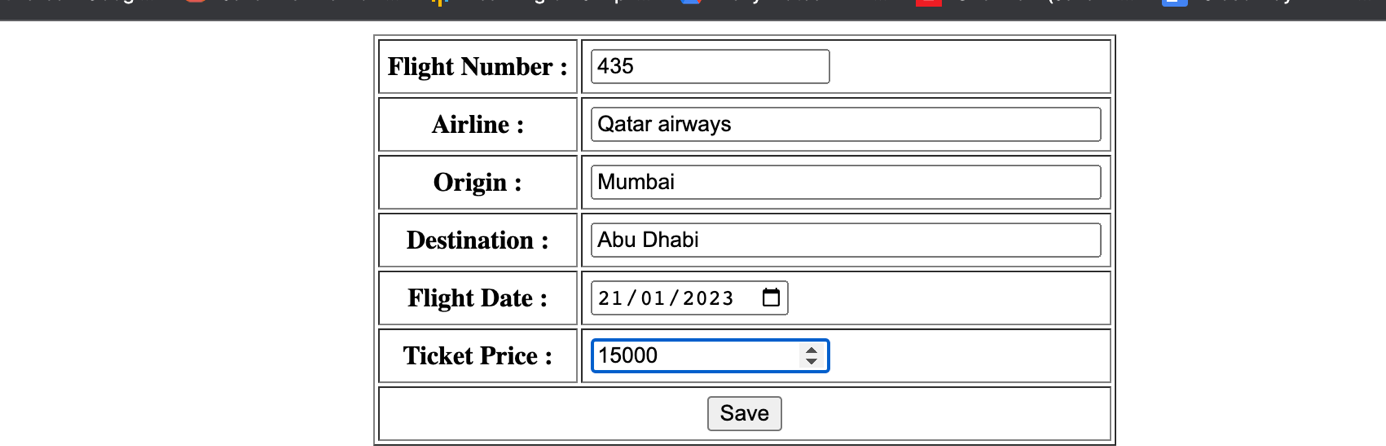 Flight Number : 435
Airline : Qatar airways
Origin : Mumbai
Destination : Abu Dhabi
Flight Date : 21/01/2023
Ticket Price : 15000
Save